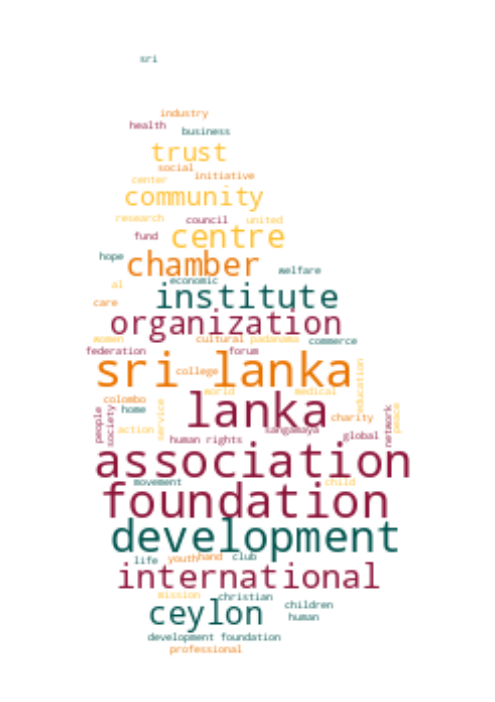 sri
industry
health
business
trust
social
center
initiative
community
research council united
fund centre
hope chamber welfare
economic
al institute
care
organization
women cultural padanama commerce
federation forum
sri lanka
college
world medical education
colombo lanka
people society home service charity network peace
action sangamaya
human rights global
association
movement child
foundation
development
life youth hand club
international
mission christian
ceylon children
human
development foundation
professional